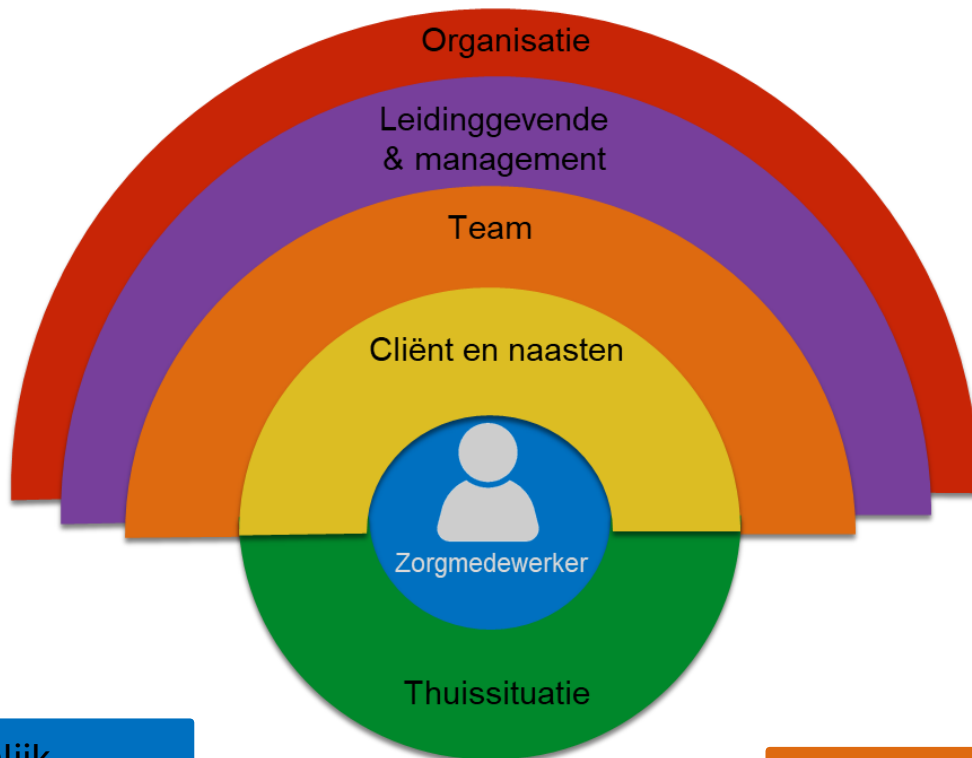 Organisatie
Leidinggevende
& management
Team
Cliënt en naasten
Zorgmedewerker
Thuissituatie